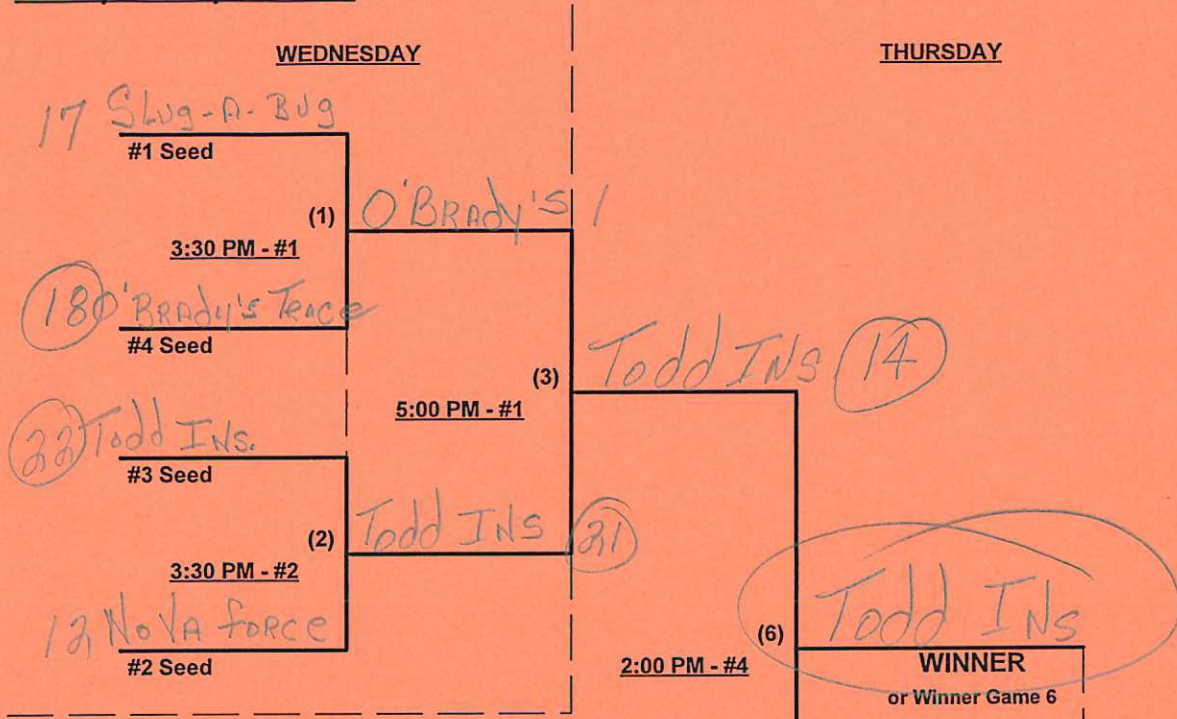 WEDNESDAY
THURSDAY
17 Slug-A-Bug
#1 Seed
(1)
O'BRAdy's 1
3:30 PM - #1
18 O'BRAdy's
#4 Seed
(3)
Todd INS 14
5:00 PM - #1
22 Todd INS.
#3 Seed
(2)
Todd INS 21
3:30 PM - #2
12 NoVA FORCE
#2 Seed
(6)
Todd INS
2:00 PM - #4
WINNER
or Winner Game 6